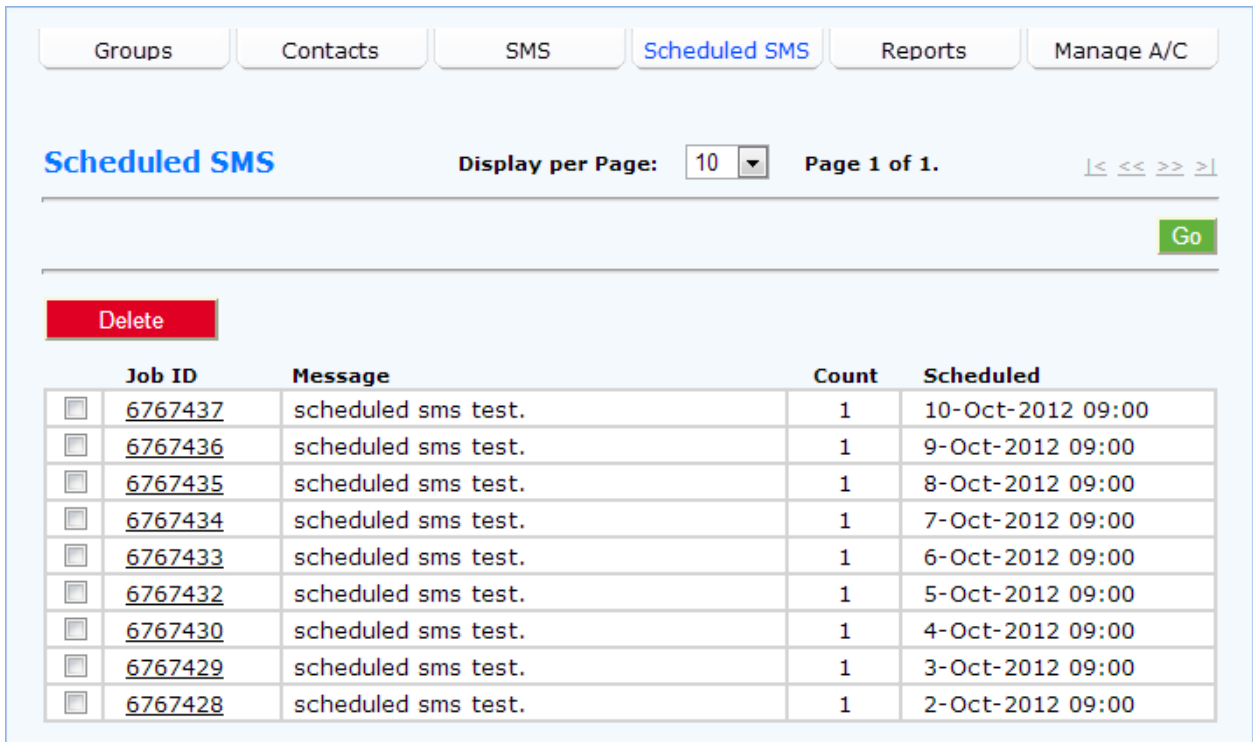 Groups Contacts SMS Scheduled SMS Reports Manage A/C
Scheduled SMS Display per Page: 10 Page 1 of 1. |< << >> >|
Go
Delete
Job ID Message Count Scheduled
6767437 scheduled sms test. 1 10-Oct-2012 09:00
6767436 scheduled sms test. 1 9-Oct-2012 09:00
6767435 scheduled sms test. 1 8-Oct-2012 09:00
6767434 scheduled sms test. 1 7-Oct-2012 09:00
6767433 scheduled sms test. 1 6-Oct-2012 09:00
6767432 scheduled sms test. 1 5-Oct-2012 09:00
6767430 scheduled sms test. 1 4-Oct-2012 09:00
6767429 scheduled sms test. 1 3-Oct-2012 09:00
6767428 scheduled sms test. 1 2-Oct-2012 09:00